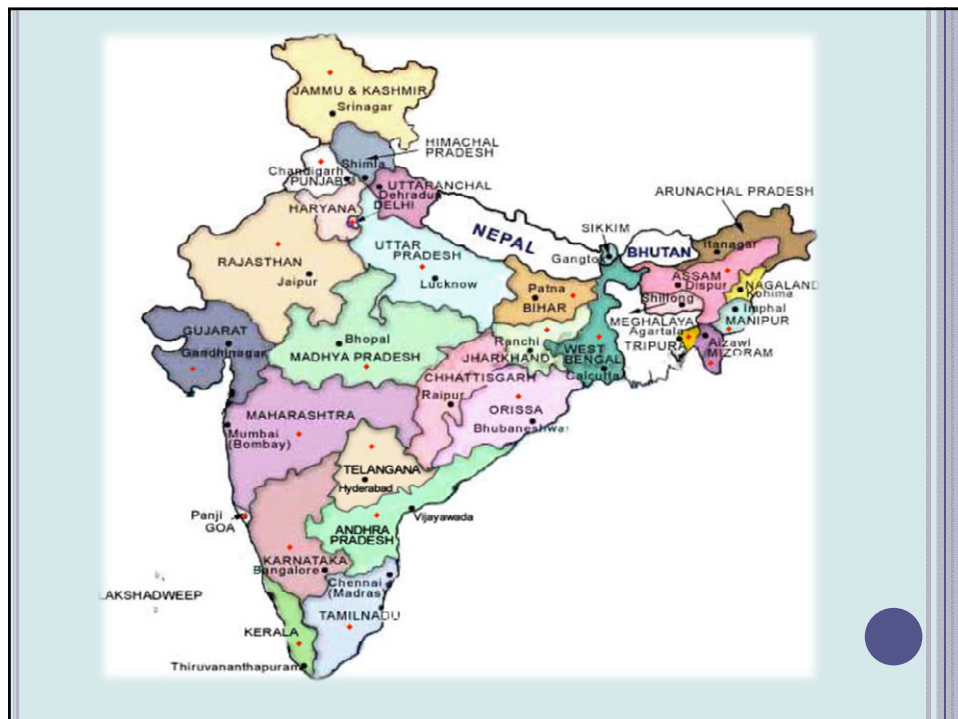 JAMMU & KASHMIR
Srinagar
HIMACHAL
PRADESH
Shimla
Chandigarh
PUNJAB
UTTARANCHAL
Dehradun
DELHI
HARYANA
ARUNACHAL PRADESH
NEPAL
SIKKIM
BHUTAN
Itanagar
Gangto
UTTAR
PRADESH
Lucknow
RAJASTHAN
Jaipur
ASSAM
Dispur
NAGALAND
Kohima
Shillong
Imphal
MEGHALAYA
MANIPUR
Patna
BIHAR
Agartala
TRIPURA
Aizawl
MIZORAM
GUJARAT
Gandhinagar
Bhopal
MADHYA PRADESH
Ranchi
JHARKHAND
WEST
BENGAL
Calcutta
CHHATTISGARH
Raipur
ORISSA
Bhubaneshwa
MAHARASHTRA
Mumbai
(Bombay)
TELANGANA
Hyderabad
Panji
GOA
Vijayawada
ANDHRA
PRADESH
KARNATAKA
Bangalore
Chennai
(Madras)
LAKSHADWEEP
TAMILNADU
KERALA
Thiruvananthapuram